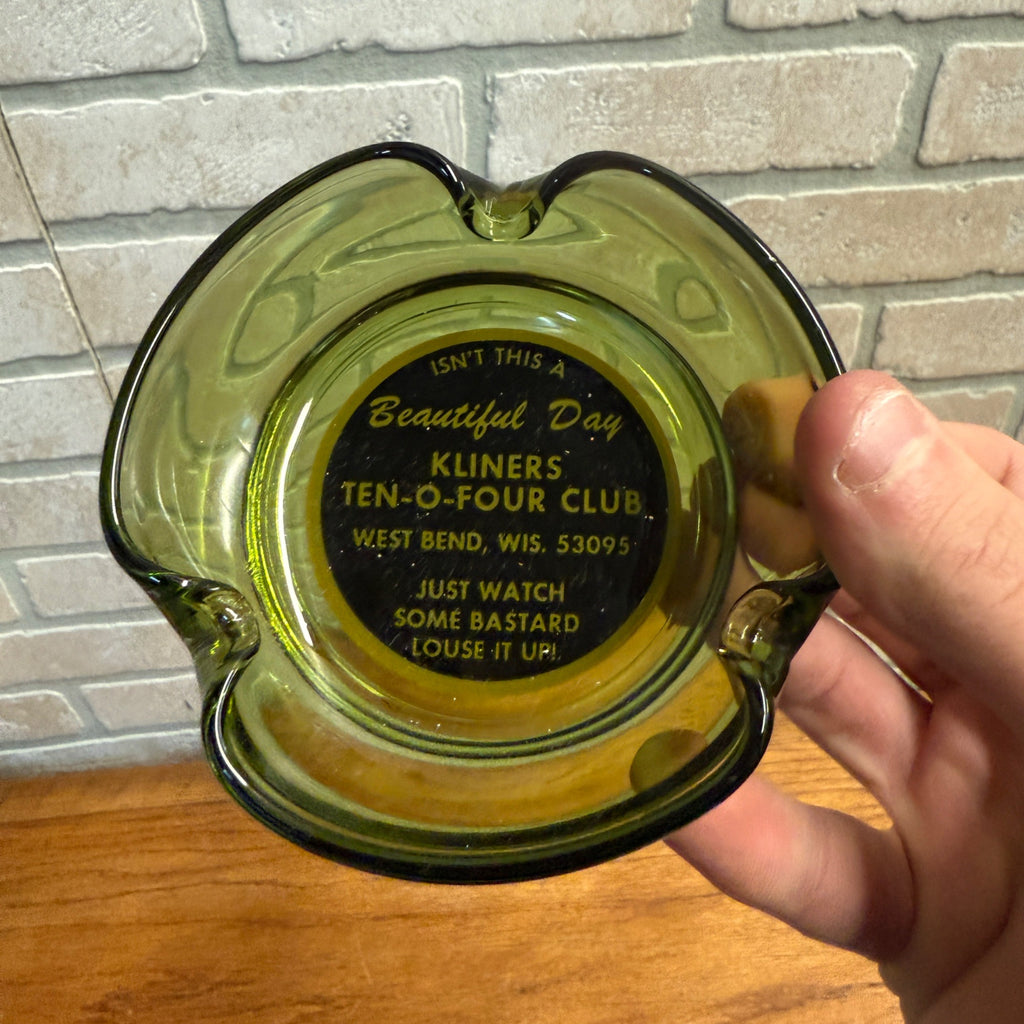 ISN'T THIS A
Beautiful Day
KLINERS
TEN-O-FOUR CLUB
WEST BEND, WIS. 53095
JUST WATCH
SOME BASTARD
LOUSE IT UP!